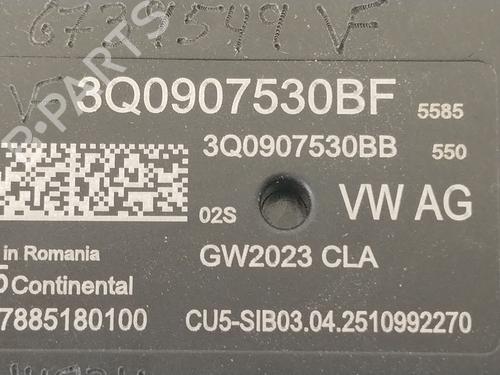 6734549 VF
VF
3Q0907530BF 5585
3Q0907530BB 550
02S
VW AG
in Romania
GW2023 CLA
Continental
7885180100
CU5-SIB03.04.2510992270